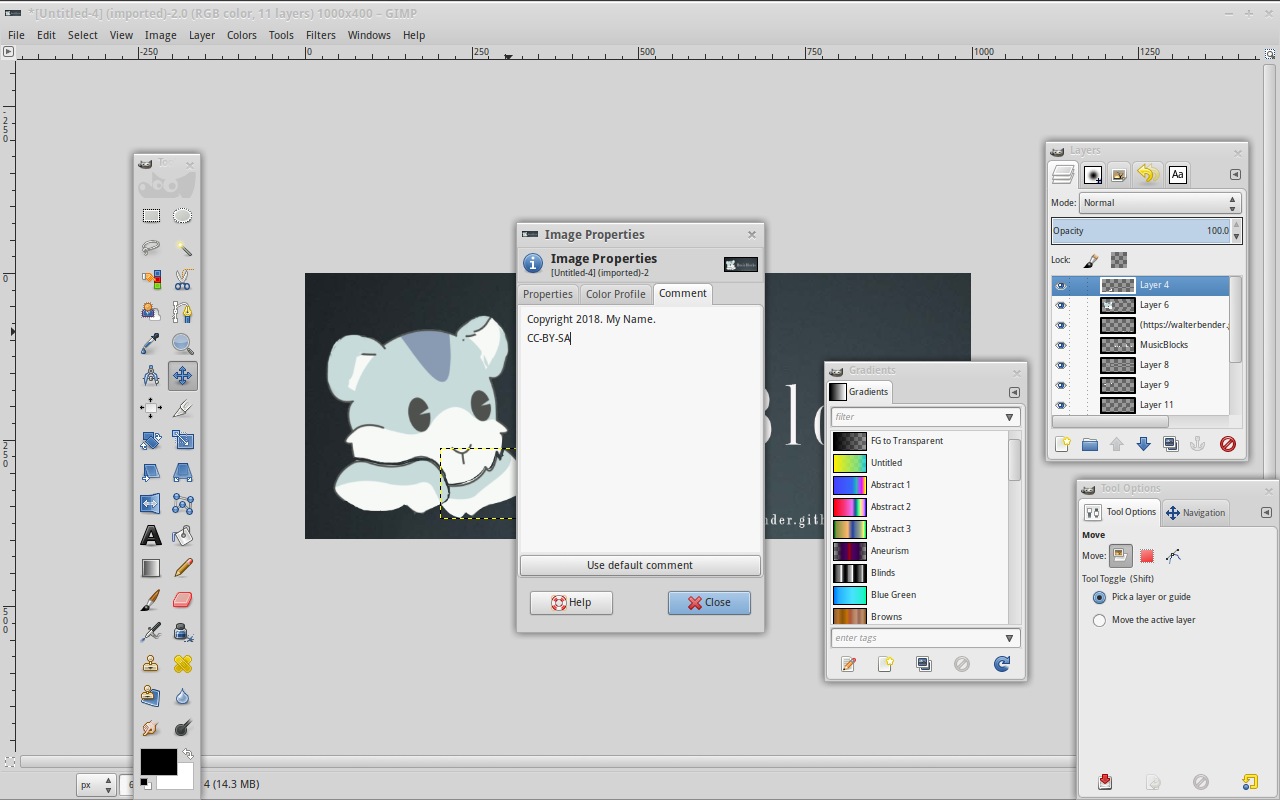 *[Untitled-4] (imported)-2.0 (RGB color, 11 layers) 1000x400 – GIMP
File Edit Select View Image Layer Colors Tools Filters Windows Help
-250 0 250 500 750 1000 1250
-250
0
250
500
Layers
Mode: Normal
Opacity 100.0
Lock:
Layer 4
Layer 6
(https://walterbender.
MusicBlocks
Layer 8
Layer 9
Layer 11
Image Properties
Image Properties
[Untitled-4] (imported)-2
Properties Color Profile Comment
Copyright 2018. My Name.
CC-BY-SA
Use default comment
Help Close
Blo
nder.gith
Gradients
Gradients
filter
FG to Transparent
Untitled
Abstract 1
Abstract 2
Abstract 3
Aneurism
Blinds
Blue Green
Browns
enter tags
Tool Options
Tool Options Navigation
Move
Move:
Tool Toggle (Shift)
Pick a layer or guide
Move the active layer
px 6 4 (14.3 MB)